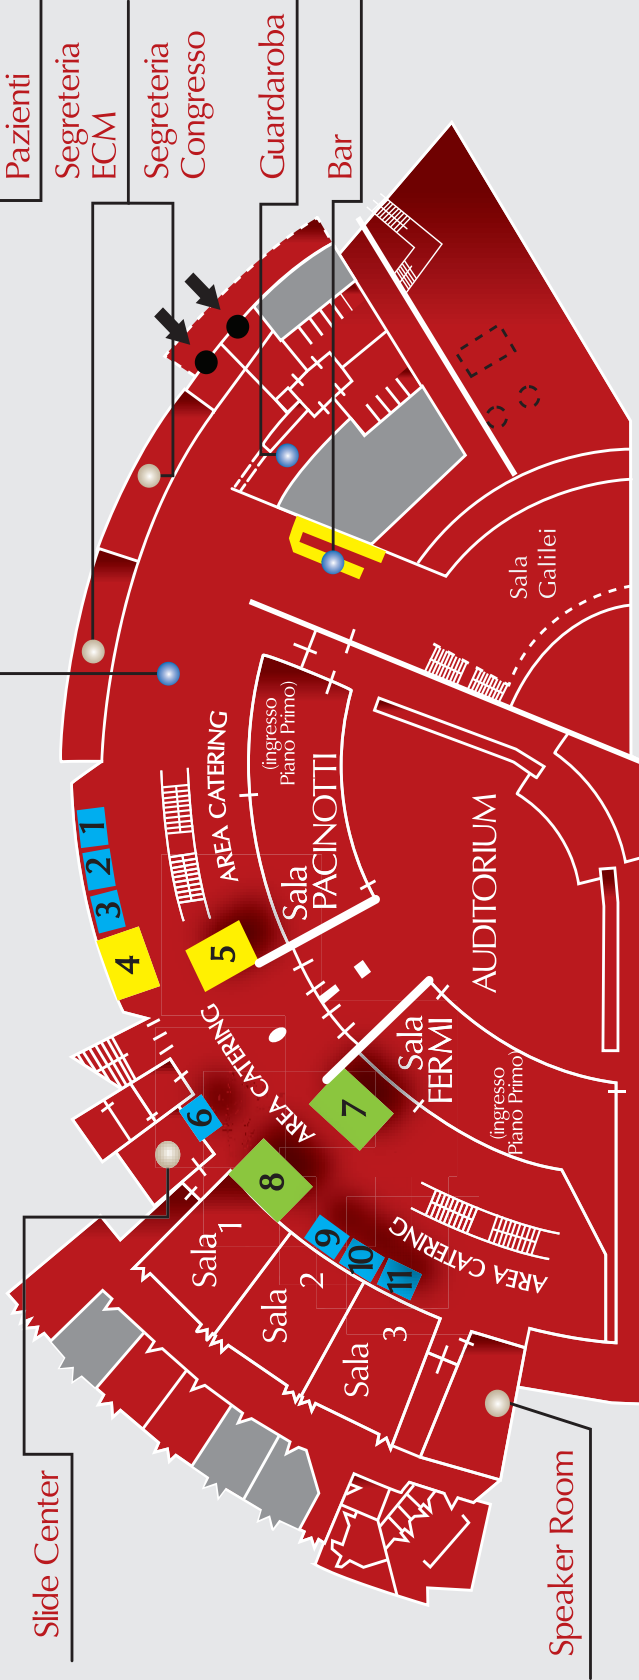 Pazienti
Segreteria
ECM
Segreteria
Congresso
Guardaroba
Bar
Sala
Galilei
AREA CATERING
(ingresso
Piano Primo)
Sala
PACINOTTI
AUDITORIUM
1
2
3
4
5
AREA CATERING
6
7
8
9
10
11
Sala
FERMI
(ingresso
Piano Primo)
AREA CATERING
Sala
1
Sala
2
Sala
3
Slide Center
Speaker Room